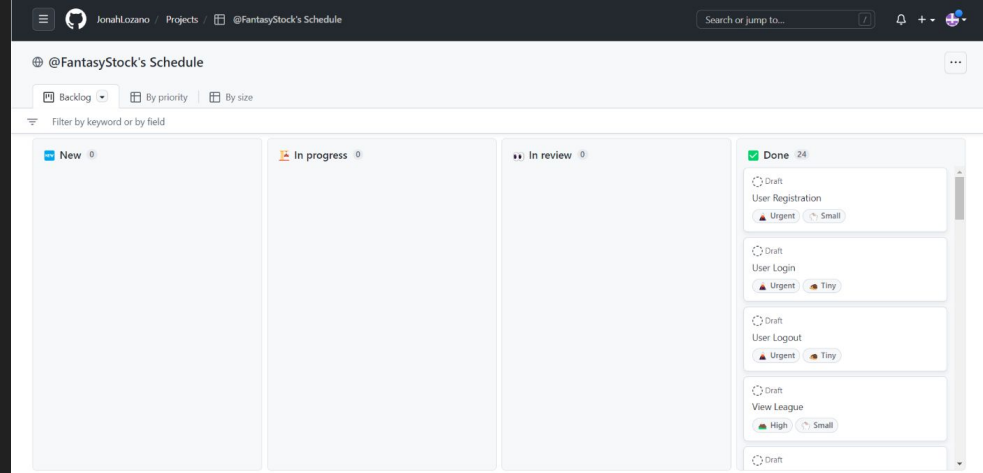 JonahLozano / Projects / @FantasyStock's Schedule
Search or jump to... /
@FantasyStock's Schedule
Backlog
By priority
By size
Filter by keyword or by field
NEW New 0
In progress 0
In review 0
Done 24
Draft
User Registration
Urgent Small
Draft
User Login
Urgent Tiny
Draft
User Logout
Urgent Tiny
Draft
View League
High Small
Draft